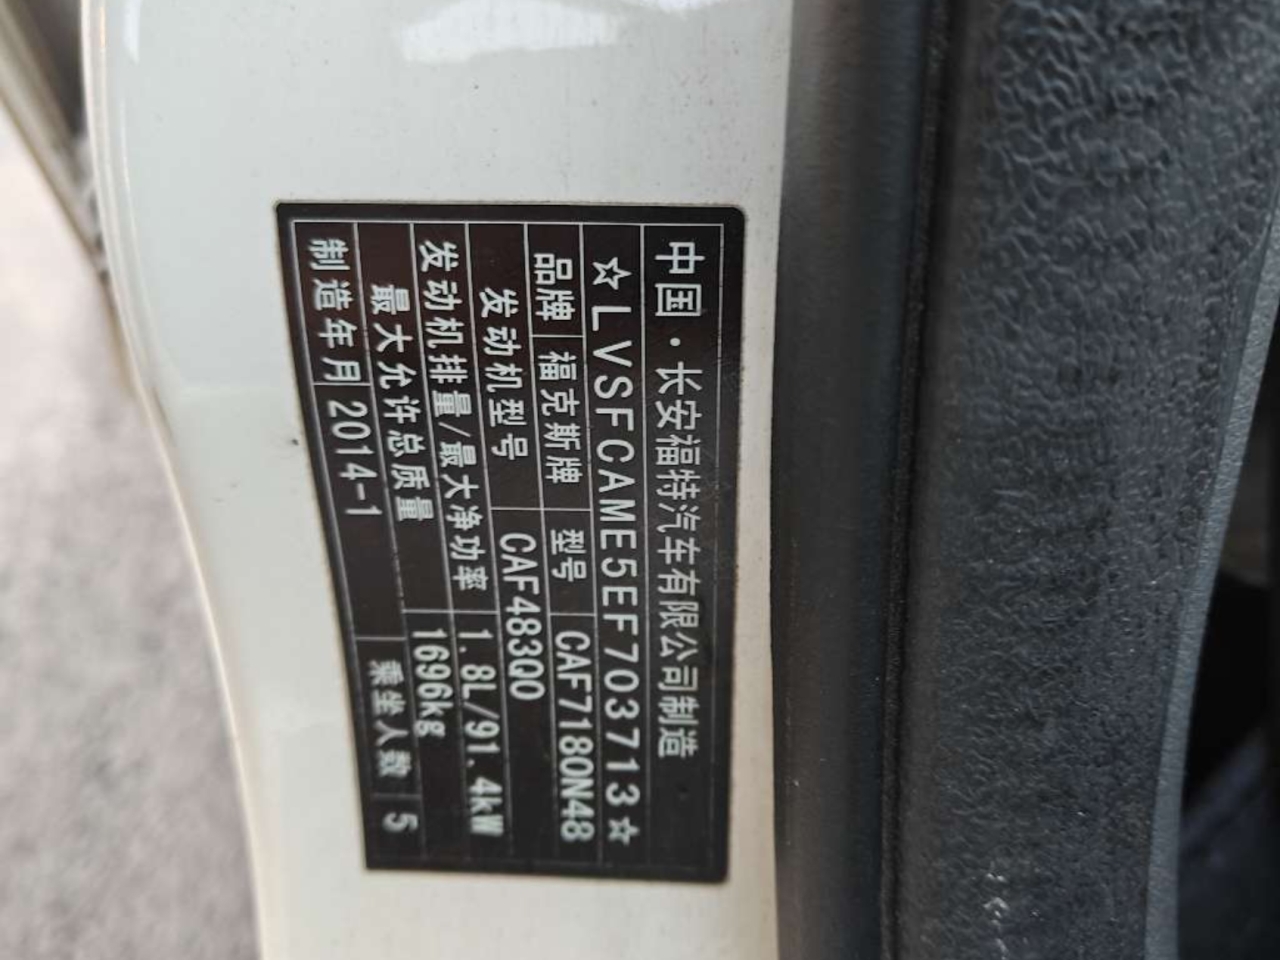 中国·长安福特汽车有限公司制造
☆LVSFCAME5EF703713☆
品牌 福克斯牌 型号 CAF7180N48
发动机型号 CAF483Q0
发动机排量/最大净功率 1.8L/91.4kW
最大允许总质量 1696kg
制造年月 2014-1 乘坐人数 5